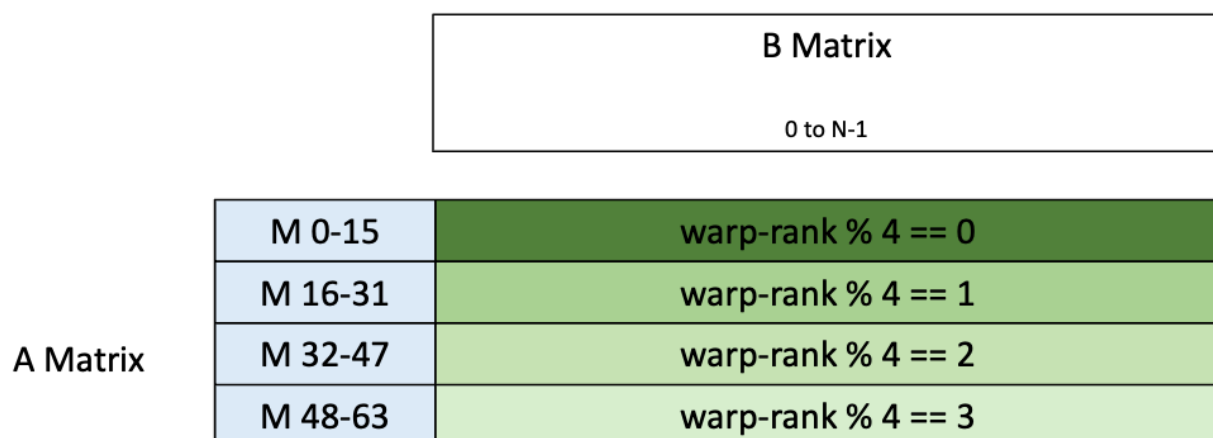 B Matrix
0 to N-1
M 0-15 warp-rank % 4 == 0
M 16-31 warp-rank % 4 == 1
A Matrix
M 32-47 warp-rank % 4 == 2
M 48-63 warp-rank % 4 == 3